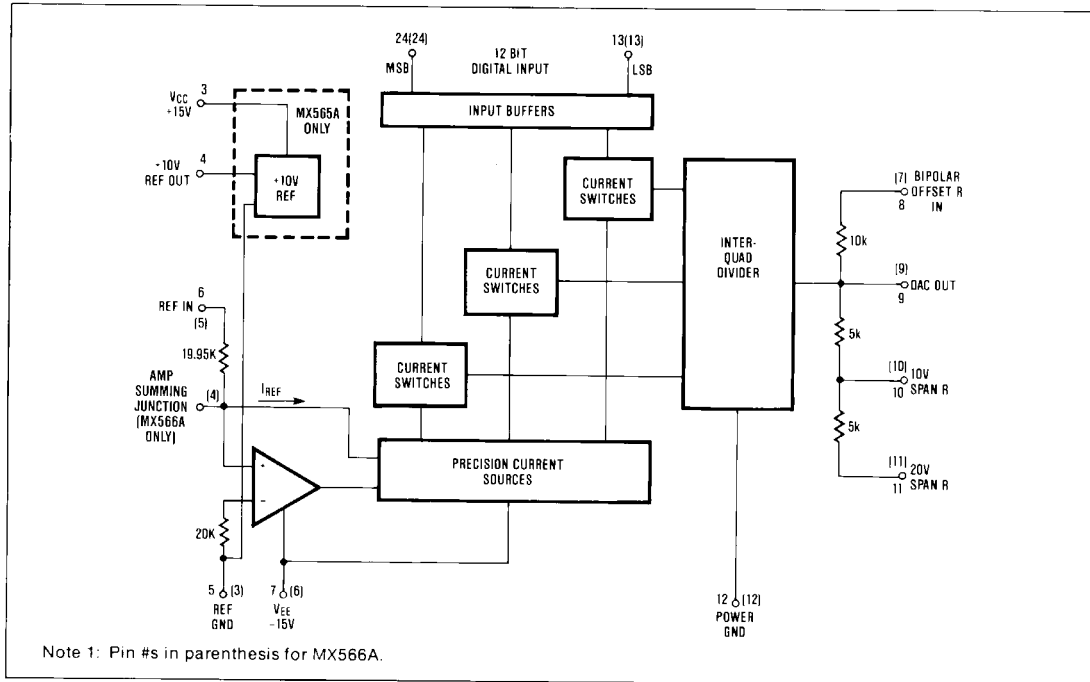 24(24)
MSB
12 BIT
DIGITAL INPUT
13(13)
LSB
INPUT BUFFERS
VCC
+15V
3
MX565A
ONLY
+10V
REF OUT
4
+10V
REF
CURRENT
SWITCHES
CURRENT
SWITCHES
CURRENT
SWITCHES
INTER-
QUAD
DIVIDER
(7) BIPOLAR
OFFSET R
8 IN
10k
(9)
DAC OUT
9
5k
(10) 10V
10 SPAN R
5k
(11) 20V
11 SPAN R
6
REF IN
(5)
19.95K
AMP
SUMMING
JUNCTION
(MX566A
ONLY)
(4)
IREF
PRECISION CURRENT
SOURCES
+
−
20K
5 (3)
REF
GND
7 (6)
VEE
-15V
12 (12)
POWER
GND
Note 1: Pin #s in parenthesis for MX566A.